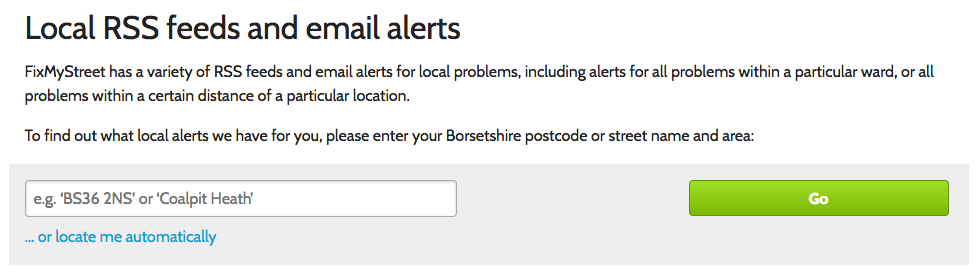 Local RSS feeds and email alerts
FixMyStreet has a variety of RSS feeds and email alerts for local problems, including alerts for all problems within a particular ward, or all
problems within a certain distance of a particular location.
To find out what local alerts we have for you, please enter your Borsetshire postcode or street name and area:
e.g. ‘BS36 2NS’ or ‘Coalpit Heath’
Go
... or locate me automatically